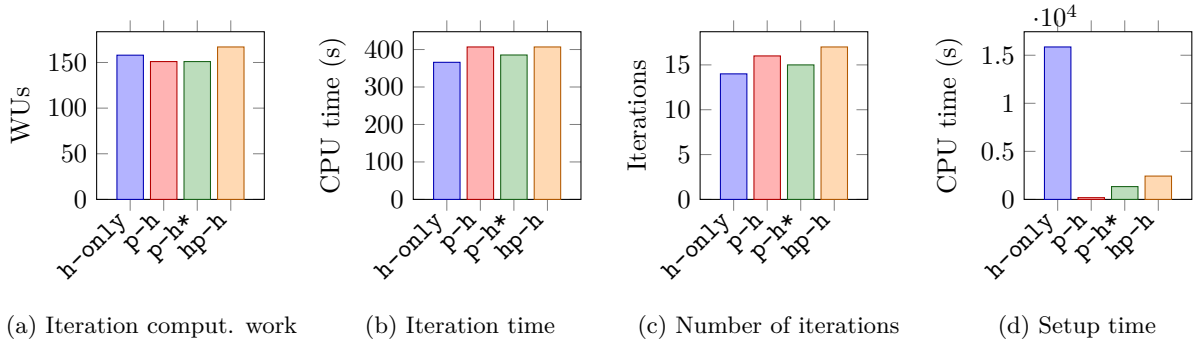 WUs
150
100
50
0
h-only
p-h
p-h*
hp-h
(a) Iteration comput. work
CPU time (s)
400
300
200
100
0
h-only
p-h
p-h*
hp-h
(b) Iteration time
Iterations
15
10
5
0
h-only
p-h
p-h*
hp-h
(c) Number of iterations
·10⁴
CPU time (s)
1.5
1
0.5
0
h-only
p-h
p-h*
hp-h
(d) Setup time